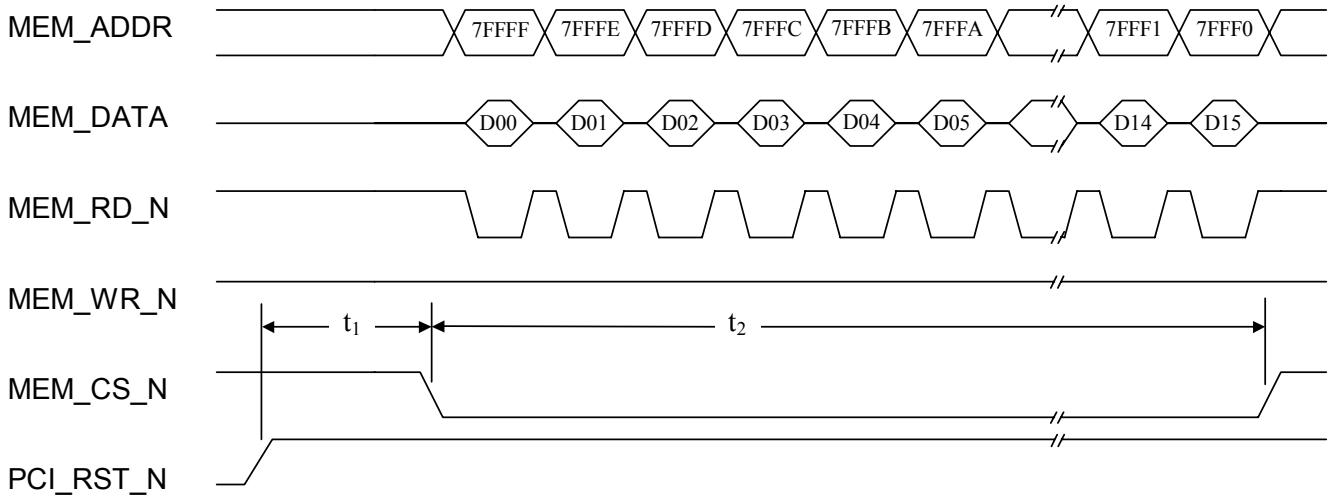 MEM_ADDR 7FFFF 7FFFE 7FFFD 7FFFC 7FFFB 7FFFA 7FFF1 7FFF0
MEM_DATA D00 D01 D02 D03 D04 D05 D14 D15
MEM_RD_N
MEM_WR_N
t₁ t₂
MEM_CS_N
PCI_RST_N